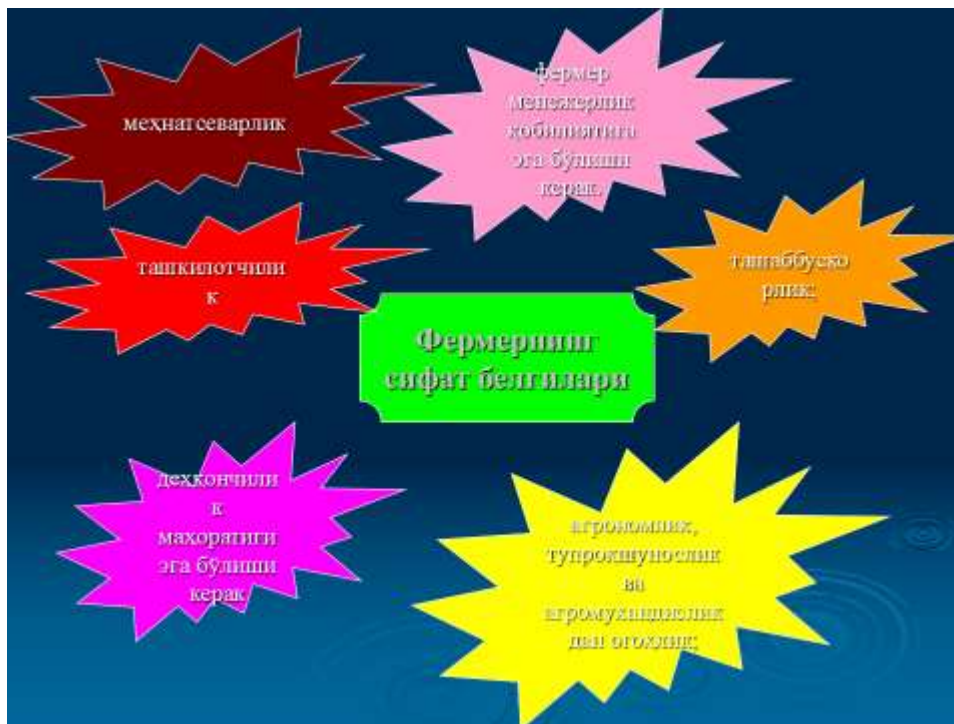 меҳнатсеварлик
фермер
менежерлик
қобилиятига
эга бўлиши
керак.
ташкилотчили
к
ташаббуско
рлик;
Фермернинг
сифат белгилари
деҳқончили
к
маҳоратиги
эга бўлиши
керак
агрономлик,
тупроқшунослик
ва
агромуҳандислик
дан огоҳлик;